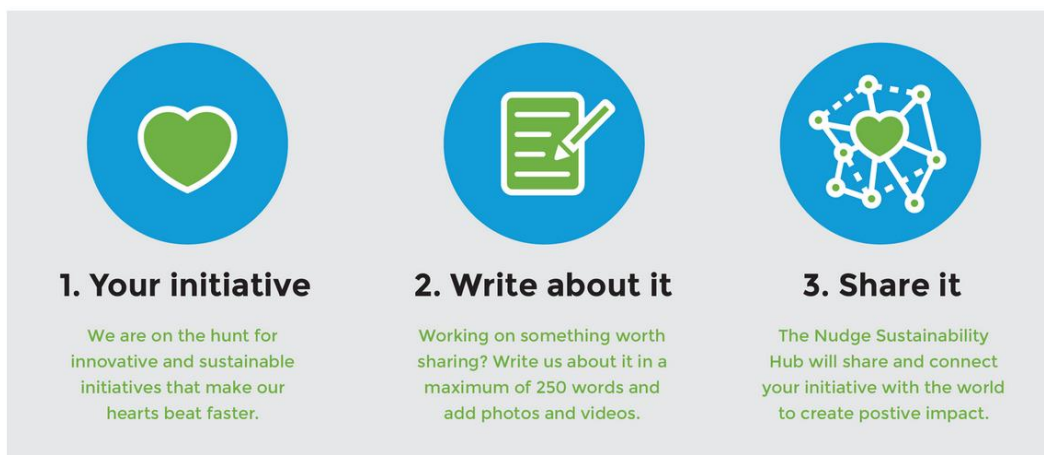 1. Your initiative
We are on the hunt for
innovative and sustainable
initiatives that make our
hearts beat faster.
2. Write about it
Working on something worth
sharing? Write us about it in a
maximum of 250 words and
add photos and videos.
3. Share it
The Nudge Sustainability
Hub will share and connect
your initiative with the world
to create postive impact.